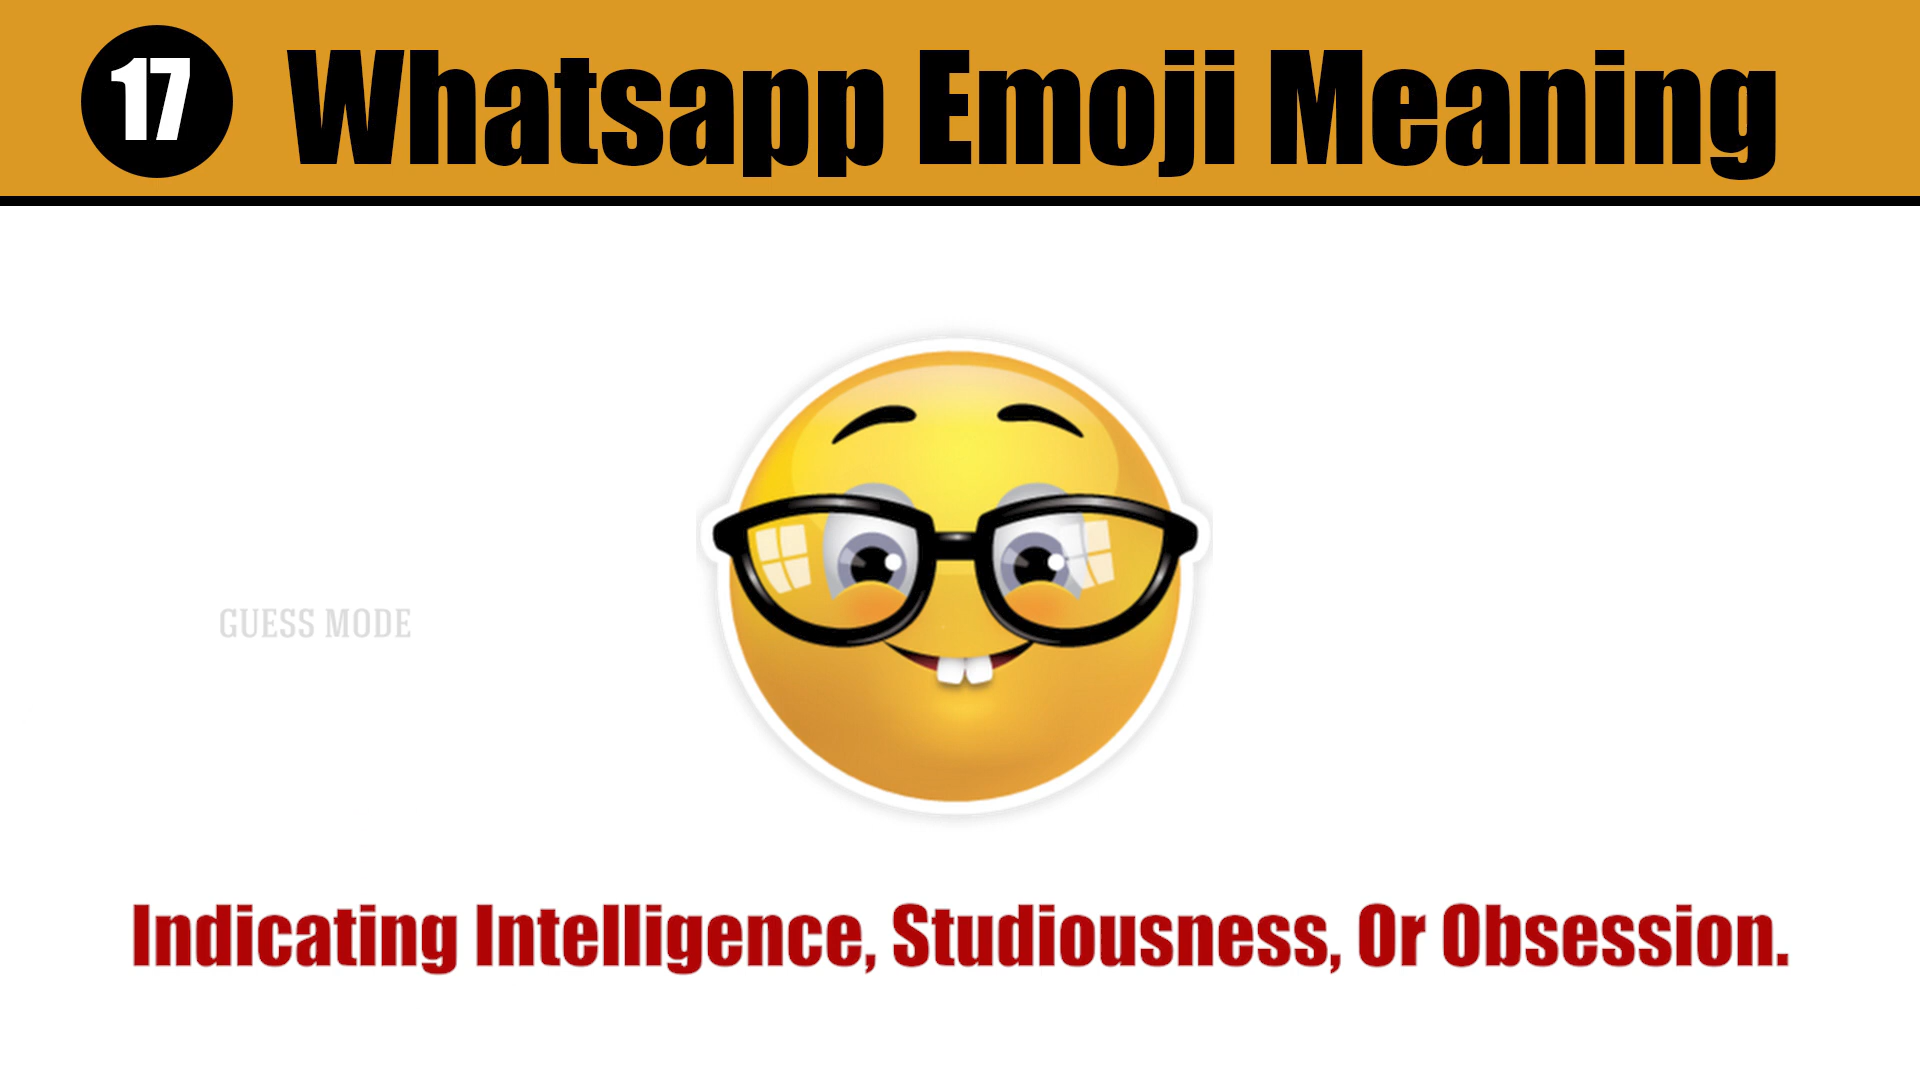 17 Whatsapp Emoji Meaning
GUESS MODE
Indicating Intelligence, Studiousness, Or Obsession.